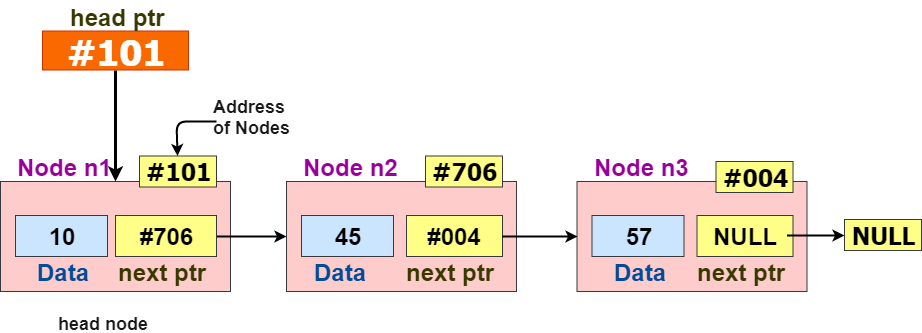 head ptr
#101
Address
of Nodes
Node n1
#101
Node n2
#706
Node n3
#004
10
#706
45
#004
57
NULL
NULL
Data
next ptr
Data
next ptr
Data
next ptr
head node